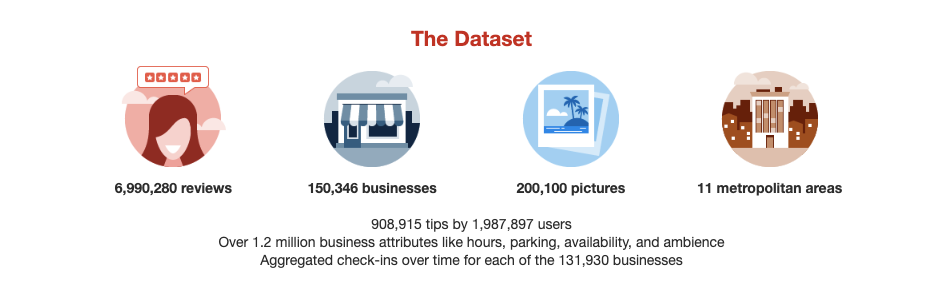 The Dataset
6,990,280 reviews
150,346 businesses
200,100 pictures
11 metropolitan areas
908,915 tips by 1,987,897 users
Over 1.2 million business attributes like hours, parking, availability, and ambience
Aggregated check-ins over time for each of the 131,930 businesses